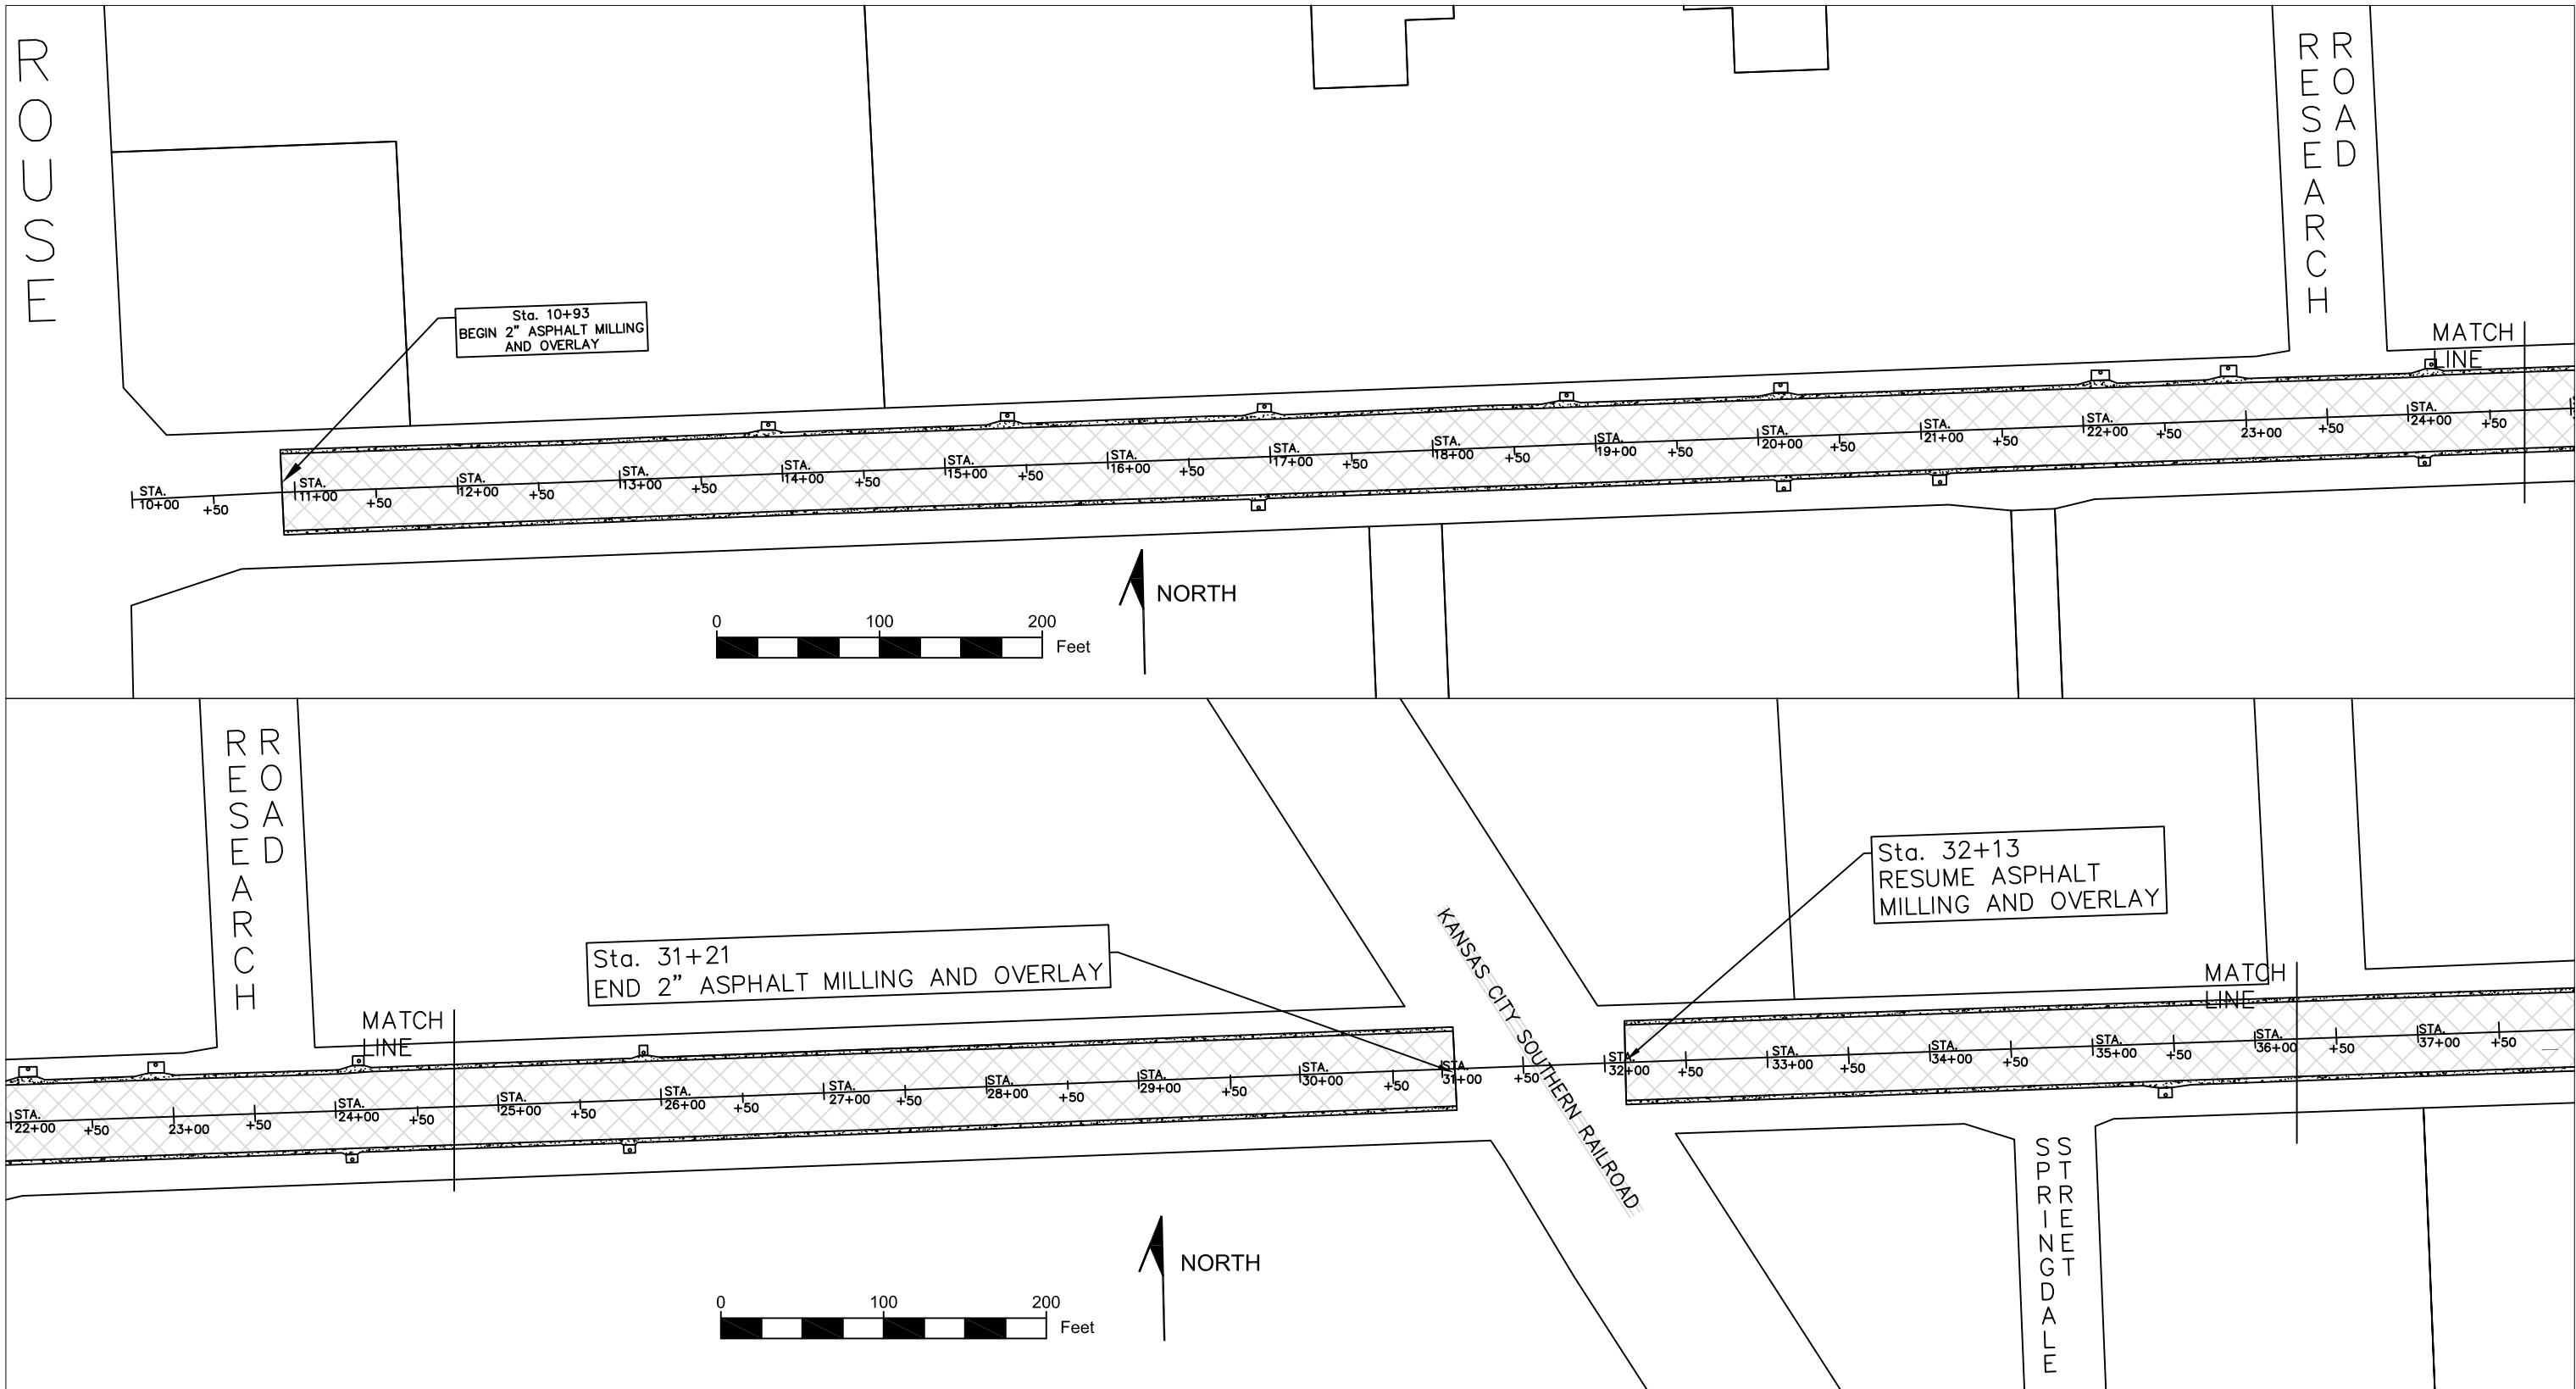 ROUSE
RESEARCH
ROAD
Sta. 10+93
BEGIN 2” ASPHALT MILLING
AND OVERLAY
MATCH
LINE
STA.
10+00
+50
STA.
11+00
+50
STA.
12+00
+50
STA.
13+00
+50
STA.
14+00
+50
STA.
15+00
+50
STA.
16+00
+50
STA.
17+00
+50
STA.
18+00
+50
STA.
19+00
+50
STA.
20+00
+50
STA.
21+00
+50
STA.
22+00
+50
23+00
+50
STA.
24+00
+50
NORTH
0 100 200
Feet
RESEARCH
ROAD
MATCH
LINE
Sta. 31+21
END 2” ASPHALT MILLING AND OVERLAY
KANSAS CITY SOUTHERN RAILROAD
Sta. 32+13
RESUME ASPHALT
MILLING AND OVERLAY
MATCH
LINE
STA.
22+00
+50
23+00
+50
STA.
24+00
+50
STA.
25+00
+50
STA.
26+00
+50
STA.
27+00
+50
STA.
28+00
+50
STA.
29+00
+50
STA.
30+00
+50
STA.
31+00
+50
STA.
32+00
+50
STA.
33+00
+50
STA.
34+00
+50
STA.
35+00
+50
STA.
36+00
+50
STA.
37+00
+50
SPRINGDALE
STREET
NORTH
0 100 200
Feet